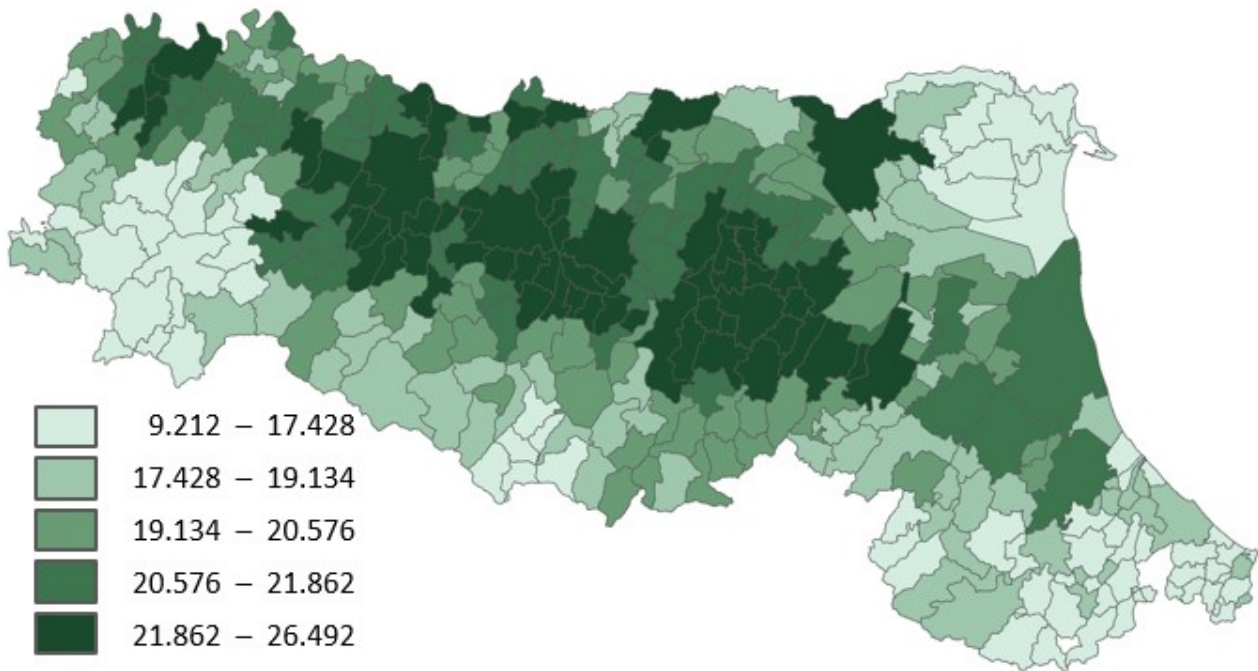 9.212 – 17.428
17.428 – 19.134
19.134 – 20.576
20.576 – 21.862
21.862 – 26.492